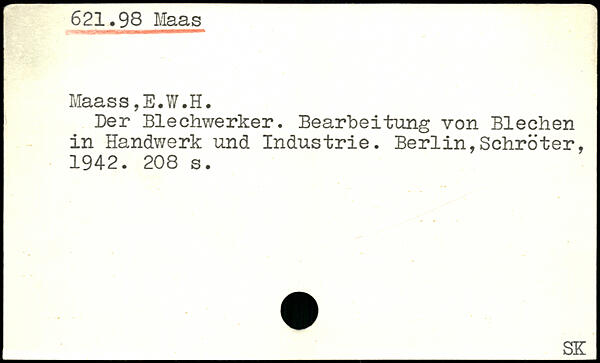 621.98 Maas
Maass,E.W.H.
Der Blechwerker. Bearbeitung von Blechen
in Handwerk und Industrie. Berlin,Schröter,
1942. 208 s.
SK